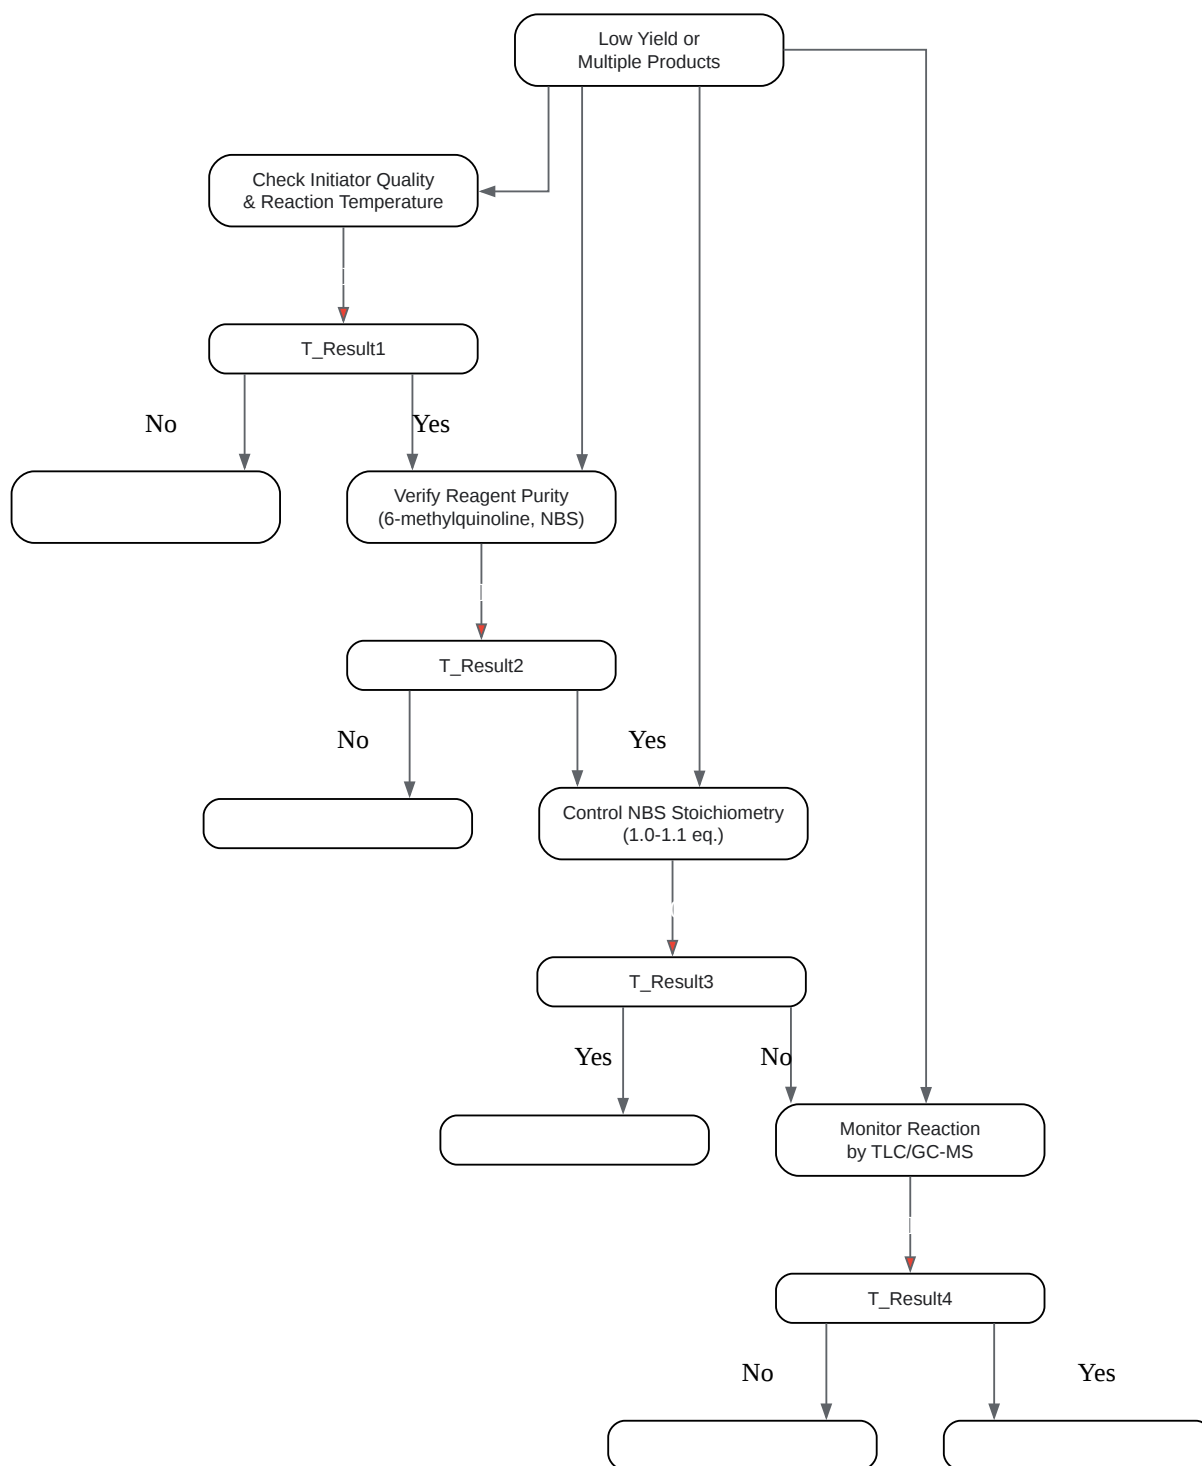 Low Yield or
Multiple Products
Check Initiator Quality
& Reaction Temperature
T_Result1
No
Yes
Verify Reagent Purity
(6-methylquinoline, NBS)
T_Result2
No
Yes
Control NBS Stoichiometry
(1.0-1.1 eq.)
T_Result3
Yes
No
Monitor Reaction
by TLC/GC-MS
T_Result4
No
Yes